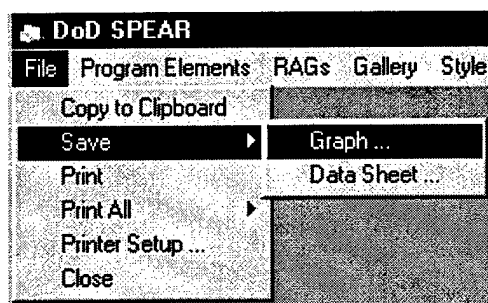 DoD SPEAR
File Program Elements RAGs Gallery Style
Copy to Clipboard
Save Graph ...
Print Data Sheet ...
Print All
Printer Setup ...
Close